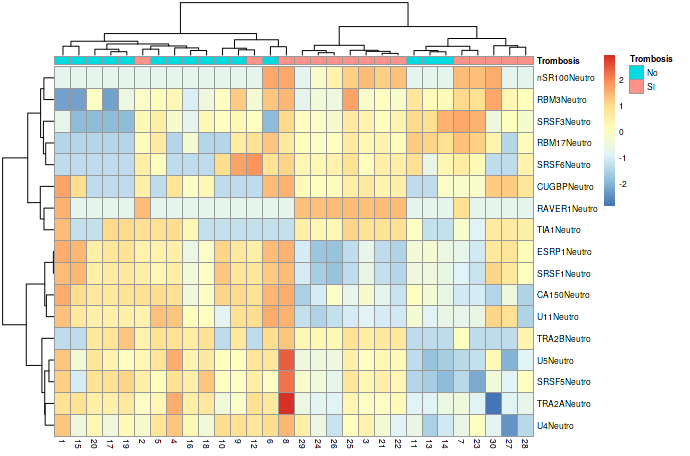 Trombosis
Trombosis
No
SI
2
1
0
-1
-2
nSR100Neutro
RBM3Neutro
SRSF3Neutro
RBM17Neutro
SRSF6Neutro
CUGBPNeutro
RAVER1Neutro
TIA1Neutro
ESRP1Neutro
SRSF1Neutro
CA150Neutro
U11Neutro
TRA2BNeutro
U5Neutro
SRSF5Neutro
TRA2ANeutro
U4Neutro
1 15 20 17 19 2 5 4 16 18 10 9 12 6 8 29 24 26 25 3 21 22 11 13 14 7 23 30 27 28